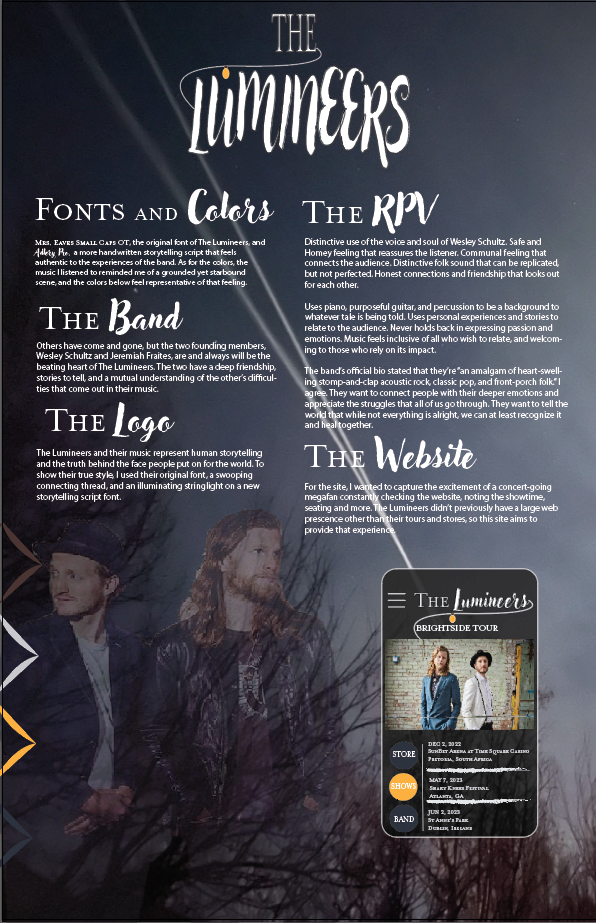 THE
LUMINEERS
FONTS AND Colors
MRS. EAVES SMALL CAPS OT, the original font of The Lumineers, and
Adlery Pro, a more handwritten storytelling script that feels
authentic to the experiences of the band. As for the colors, the
music I listened to reminded me of a grounded yet starbound
scene, and the colors below feel representative of that feeling.
THE Band
Others have come and gone, but the two founding members,
Wesley Schultz and Jeremiah Fraites, are and always will be the
beating heart of The Lumineers. The two have a deep friendship,
stories to tell, and a mutual understanding of the other's difficul-
ties that come out in their music.
THE Logo
The Lumineers and their music represent human storytelling
and the truth behind the face people put on for the world. To
show their true style, I used their original font, a swooping
connecting thread, and an illuminating stringlight on a new
storytelling script font.
THE RPV
Distinctive use of the voice and soul of Wesley Schultz. Safe and
Homey feeling that reassures the listener. Communal feeling that
connects the audience. Distinctive folk sound that can be replicated,
but not perfected. Honest connections and friendship that looks out
for each other.
Uses piano, purposeful guitar, and percussion to be a background to
whatever tale is being told. Uses personal experiences and stories to
relate to the audience. Never holds back in expressing passion and
emotions. Music feels inclusive of all who wish to relate, and welcom-
ing to those who rely on its impact.
The band's official bio stated that they're "an amalgam of heart-swell-
ing stomp-and-clap acoustic rock, classic pop, and front-porch folk." I
agree. They want to connect people with their deeper emotions and
appreciate the struggles that all of us go through. They want to tell the
world that while not everything is alright, we can at least recognize it
and heal together.
THE Website
For the site, I wanted to capture the excitement of a concert-going
megafan constantly checking the website, noting the showtime,
seating and more. The Lumineers didn't previously have a large web
prescence other than their tours and stores, so this site aims to
provide that experience.
THE Lumineers
BRIGHTSIDE TOUR
STORE
DEC 2, 2022
SUNBET ARENA AT TIME SQUARE CASINO
PRETORIA, SOUTH AFRICA
SHOWS
MAY 7, 2023
SHAKY KNEES FESTIVAL
ATLANTA, GA
BAND
JUN 2, 2023
ST ANNE'S PARK
DUBLIN, IRELAND